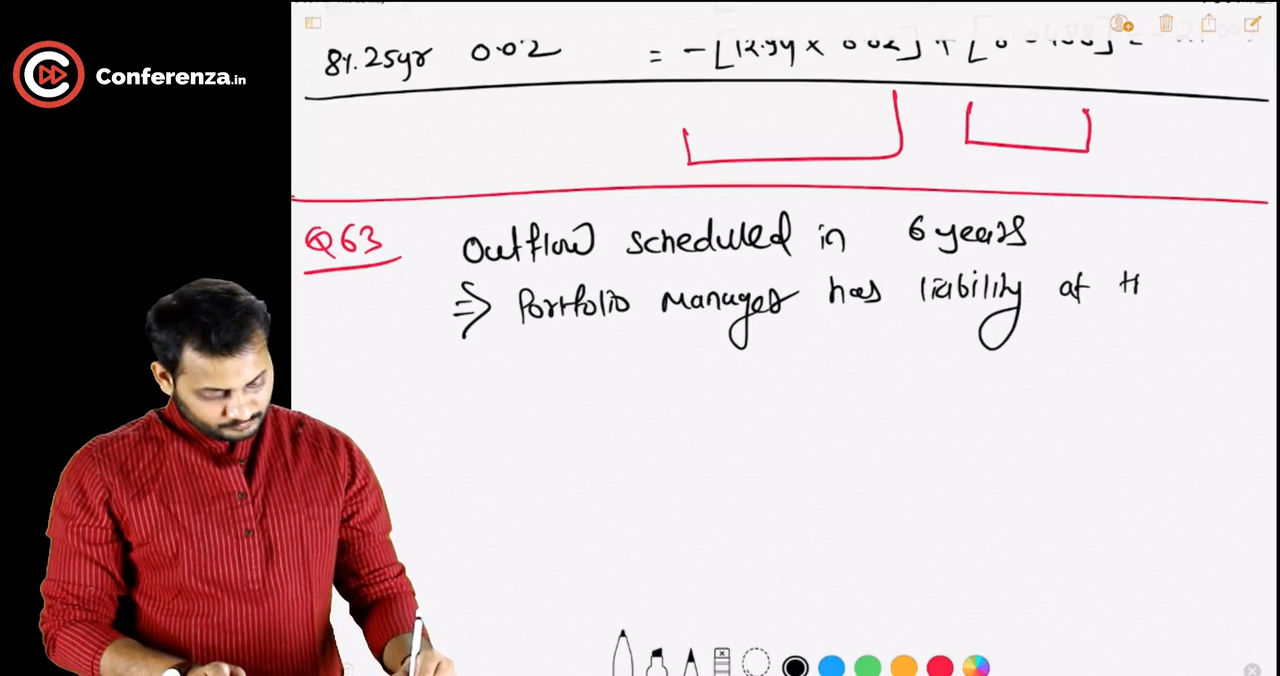 Conferenza.in
81.25yr 0.02 = - [12.94 x 0.02] + [
Q63 Outflow scheduled in 6 years
⇒ Portfolio manager has liability at t